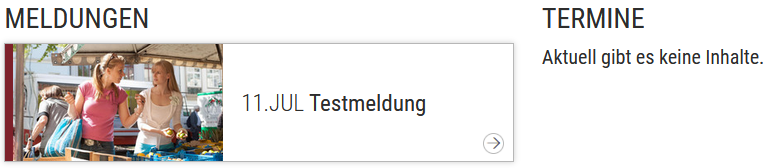 MELDUNGEN
11.JUL Testmeldung
TERMINE
Aktuell gibt es keine Inhalte.